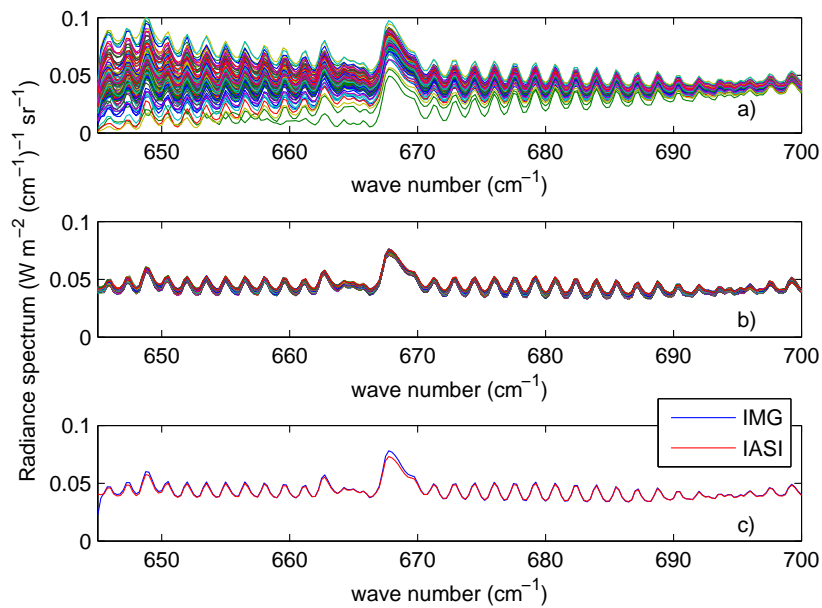 0.1
0.05
0
a)
650 660 670 680 690 700
wave number (cm⁻¹)
Radiance spectrum (W m⁻² (cm⁻¹)⁻¹ sr⁻¹)
0.1
0.05
0
b)
650 660 670 680 690 700
wave number (cm⁻¹)
0.1
0.05
0
IMG
IASI
c)
650 660 670 680 690 700
wave number (cm⁻¹)